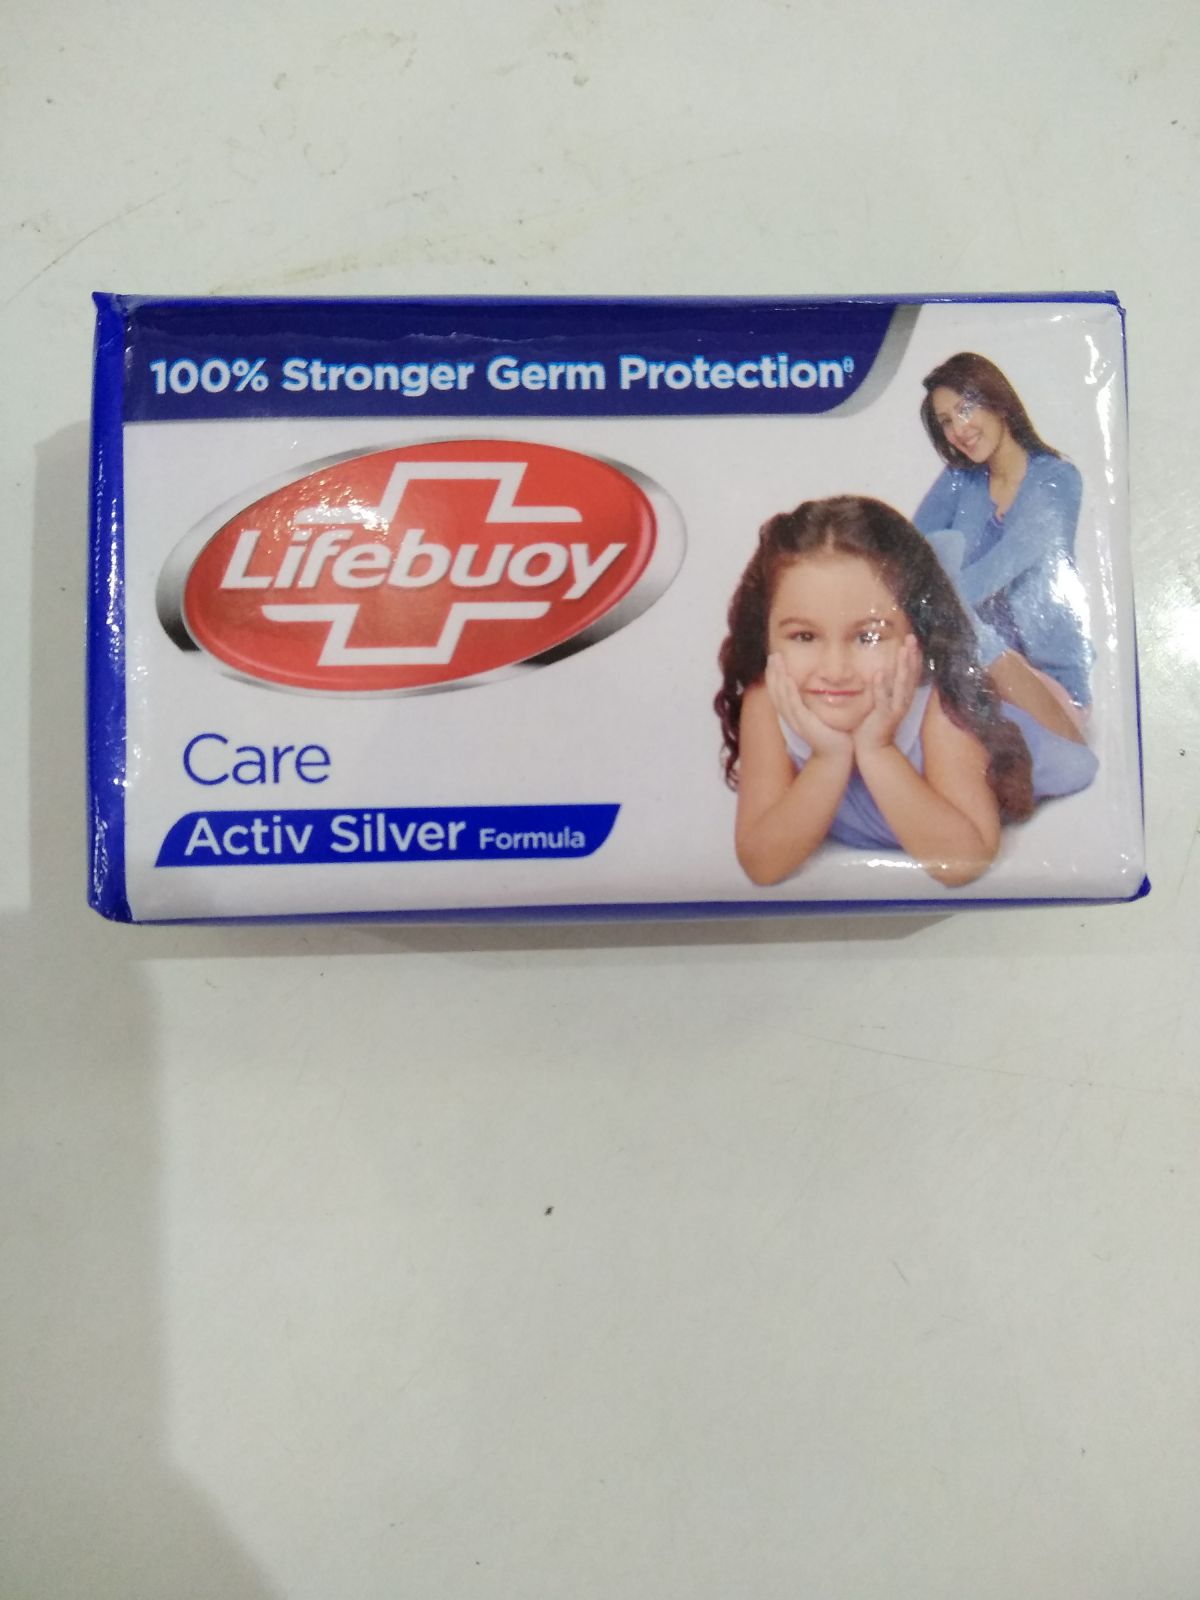 100% Stronger Germ Protection
Lifebuoy
Care
Activ Silver Formula